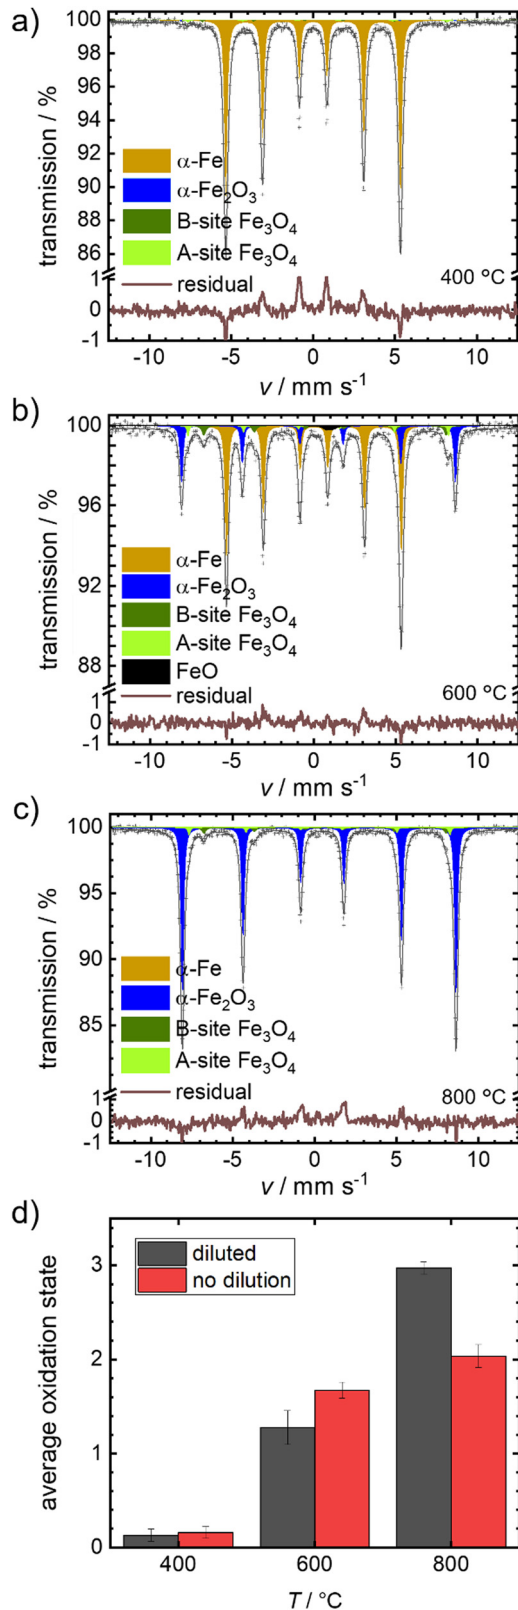 a)
100
98
96
94
92
90
88
86
transmission / %
α-Fe
α-Fe₂O₃
B-site Fe₃O₄
A-site Fe₃O₄
residual
400 °C
1
0
-1
-10 -5 0 5 10
v / mm s⁻¹
b)
100
96
92
88
transmission / %
α-Fe
α-Fe₂O₃
B-site Fe₃O₄
A-site Fe₃O₄
FeO
residual
600 °C
1
0
-1
-10 -5 0 5 10
v / mm s⁻¹
c)
100
95
90
85
transmission / %
α-Fe
α-Fe₂O₃
B-site Fe₃O₄
A-site Fe₃O₄
residual
800 °C
1
0
-1
-10 -5 0 5 10
v / mm s⁻¹
d)
diluted
no dilution
3
2
1
0
average oxidation state
400 600 800
T / °C